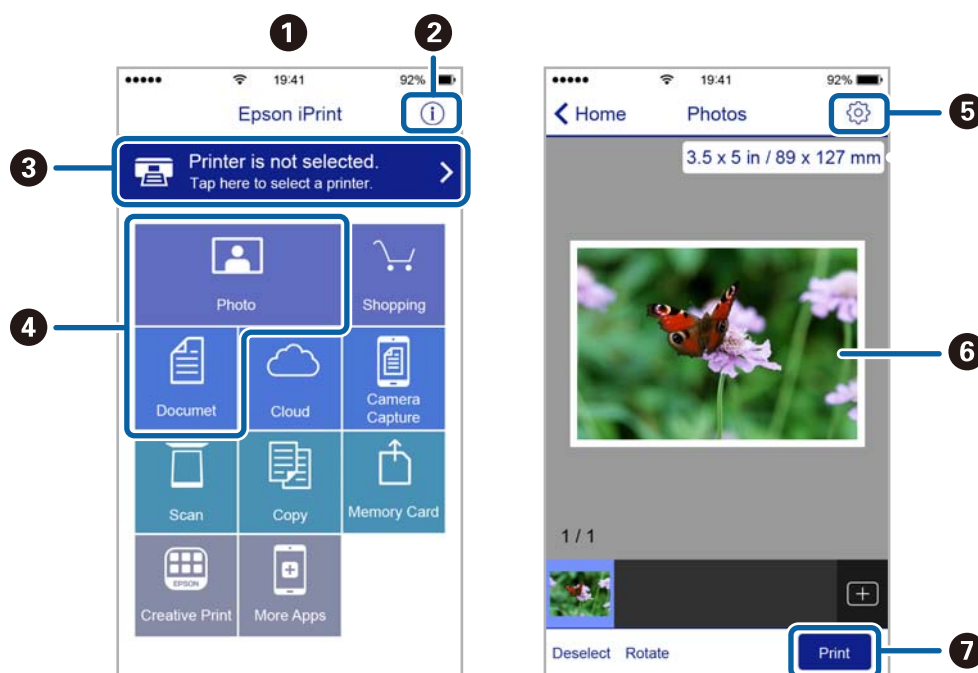 1
2
19:41
92%
Epson iPrint
3
Printer is not selected.
Tap here to select a printer.
4
Photo
Shopping
Documet
Cloud
Camera
Capture
Scan
Copy
Memory Card
EPSON
Creative Print
More Apps
19:41
92%
Home
Photos
5
3.5 x 5 in / 89 x 127 mm
6
1 / 1
Deselect
Rotate
Print
7